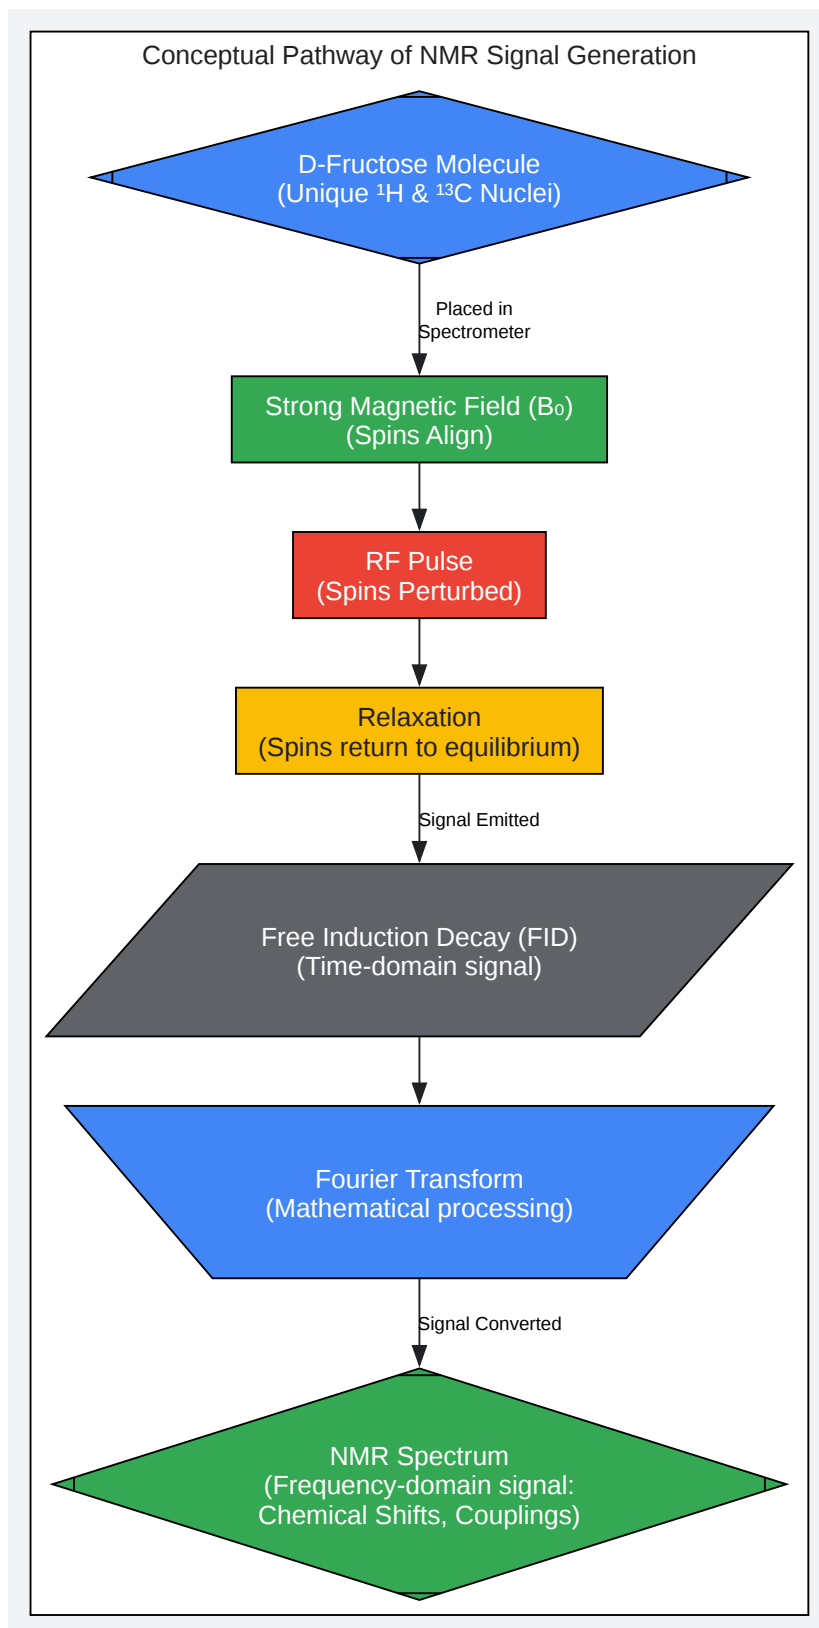 Conceptual Pathway of NMR Signal Generation
D-Fructose Molecule
(Unique ¹H & ¹³C Nuclei)
Placed in
Spectrometer
Strong Magnetic Field (B₀)
(Spins Align)
RF Pulse
(Spins Perturbed)
Relaxation
(Spins return to equilibrium)
Signal Emitted
Free Induction Decay (FID)
(Time-domain signal)
Fourier Transform
(Mathematical processing)
Signal Converted
NMR Spectrum
(Frequency-domain signal:
Chemical Shifts, Couplings)